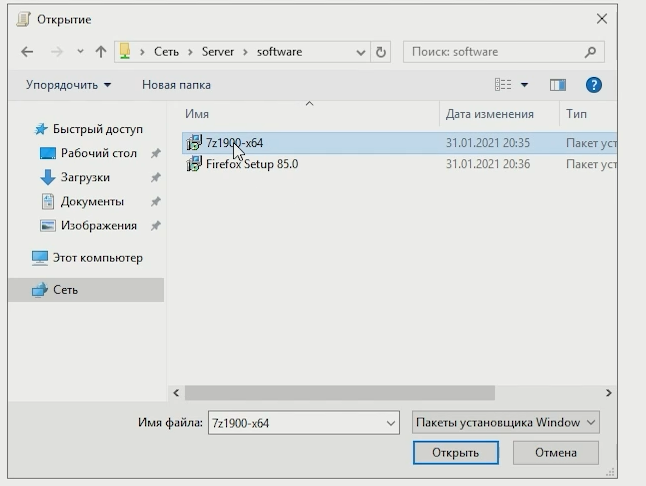 Открытие
Сеть Server software
Поиск: software
Упорядочить Новая папка
Имя Дата изменения Тип
Быстрый доступ
Рабочий стол
Загрузки
Документы
Изображения
Этот компьютер
Сеть
7z1900-x64 31.01.2021 20:35 Пакет уст
Firefox Setup 85.0 31.01.2021 20:36 Пакет уст
Имя файла: 7z1900-x64 Пакеты установщика Window
Открыть Отмена